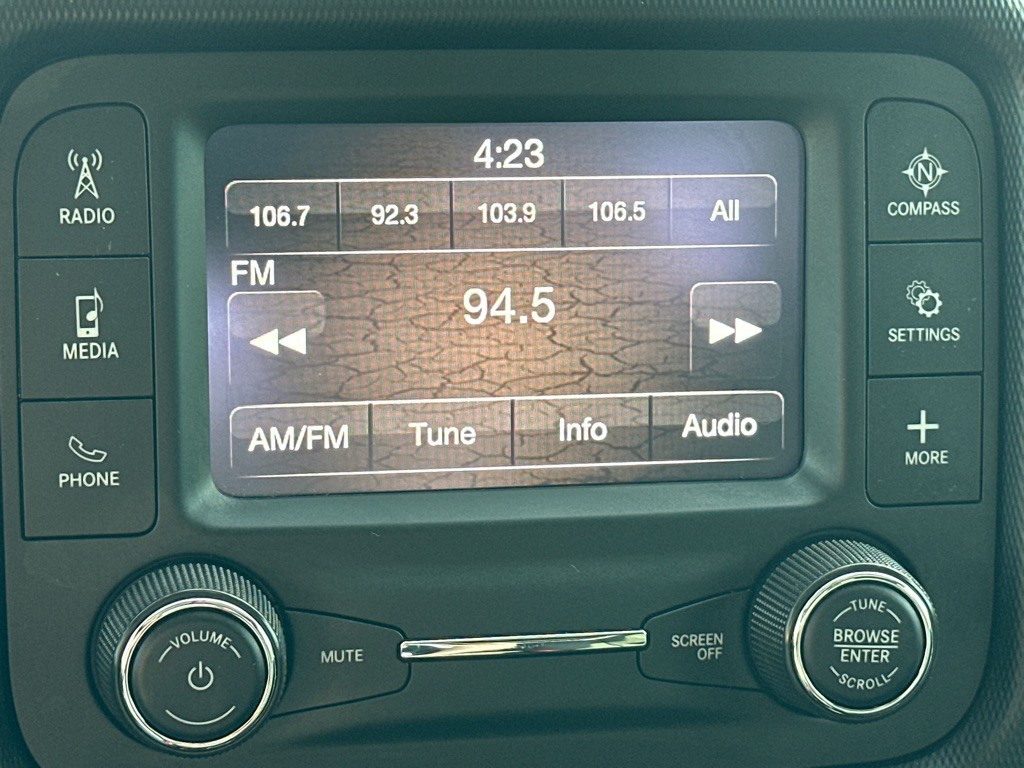 4:23
106.7 92.3 103.9 106.5 All
FM
94.5
AM/FM Tune Info Audio
RADIO
MEDIA
PHONE
N
COMPASS
SETTINGS
MORE
VOLUME
MUTE
SCREEN
OFF
TUNE
BROWSE
ENTER
SCROLL